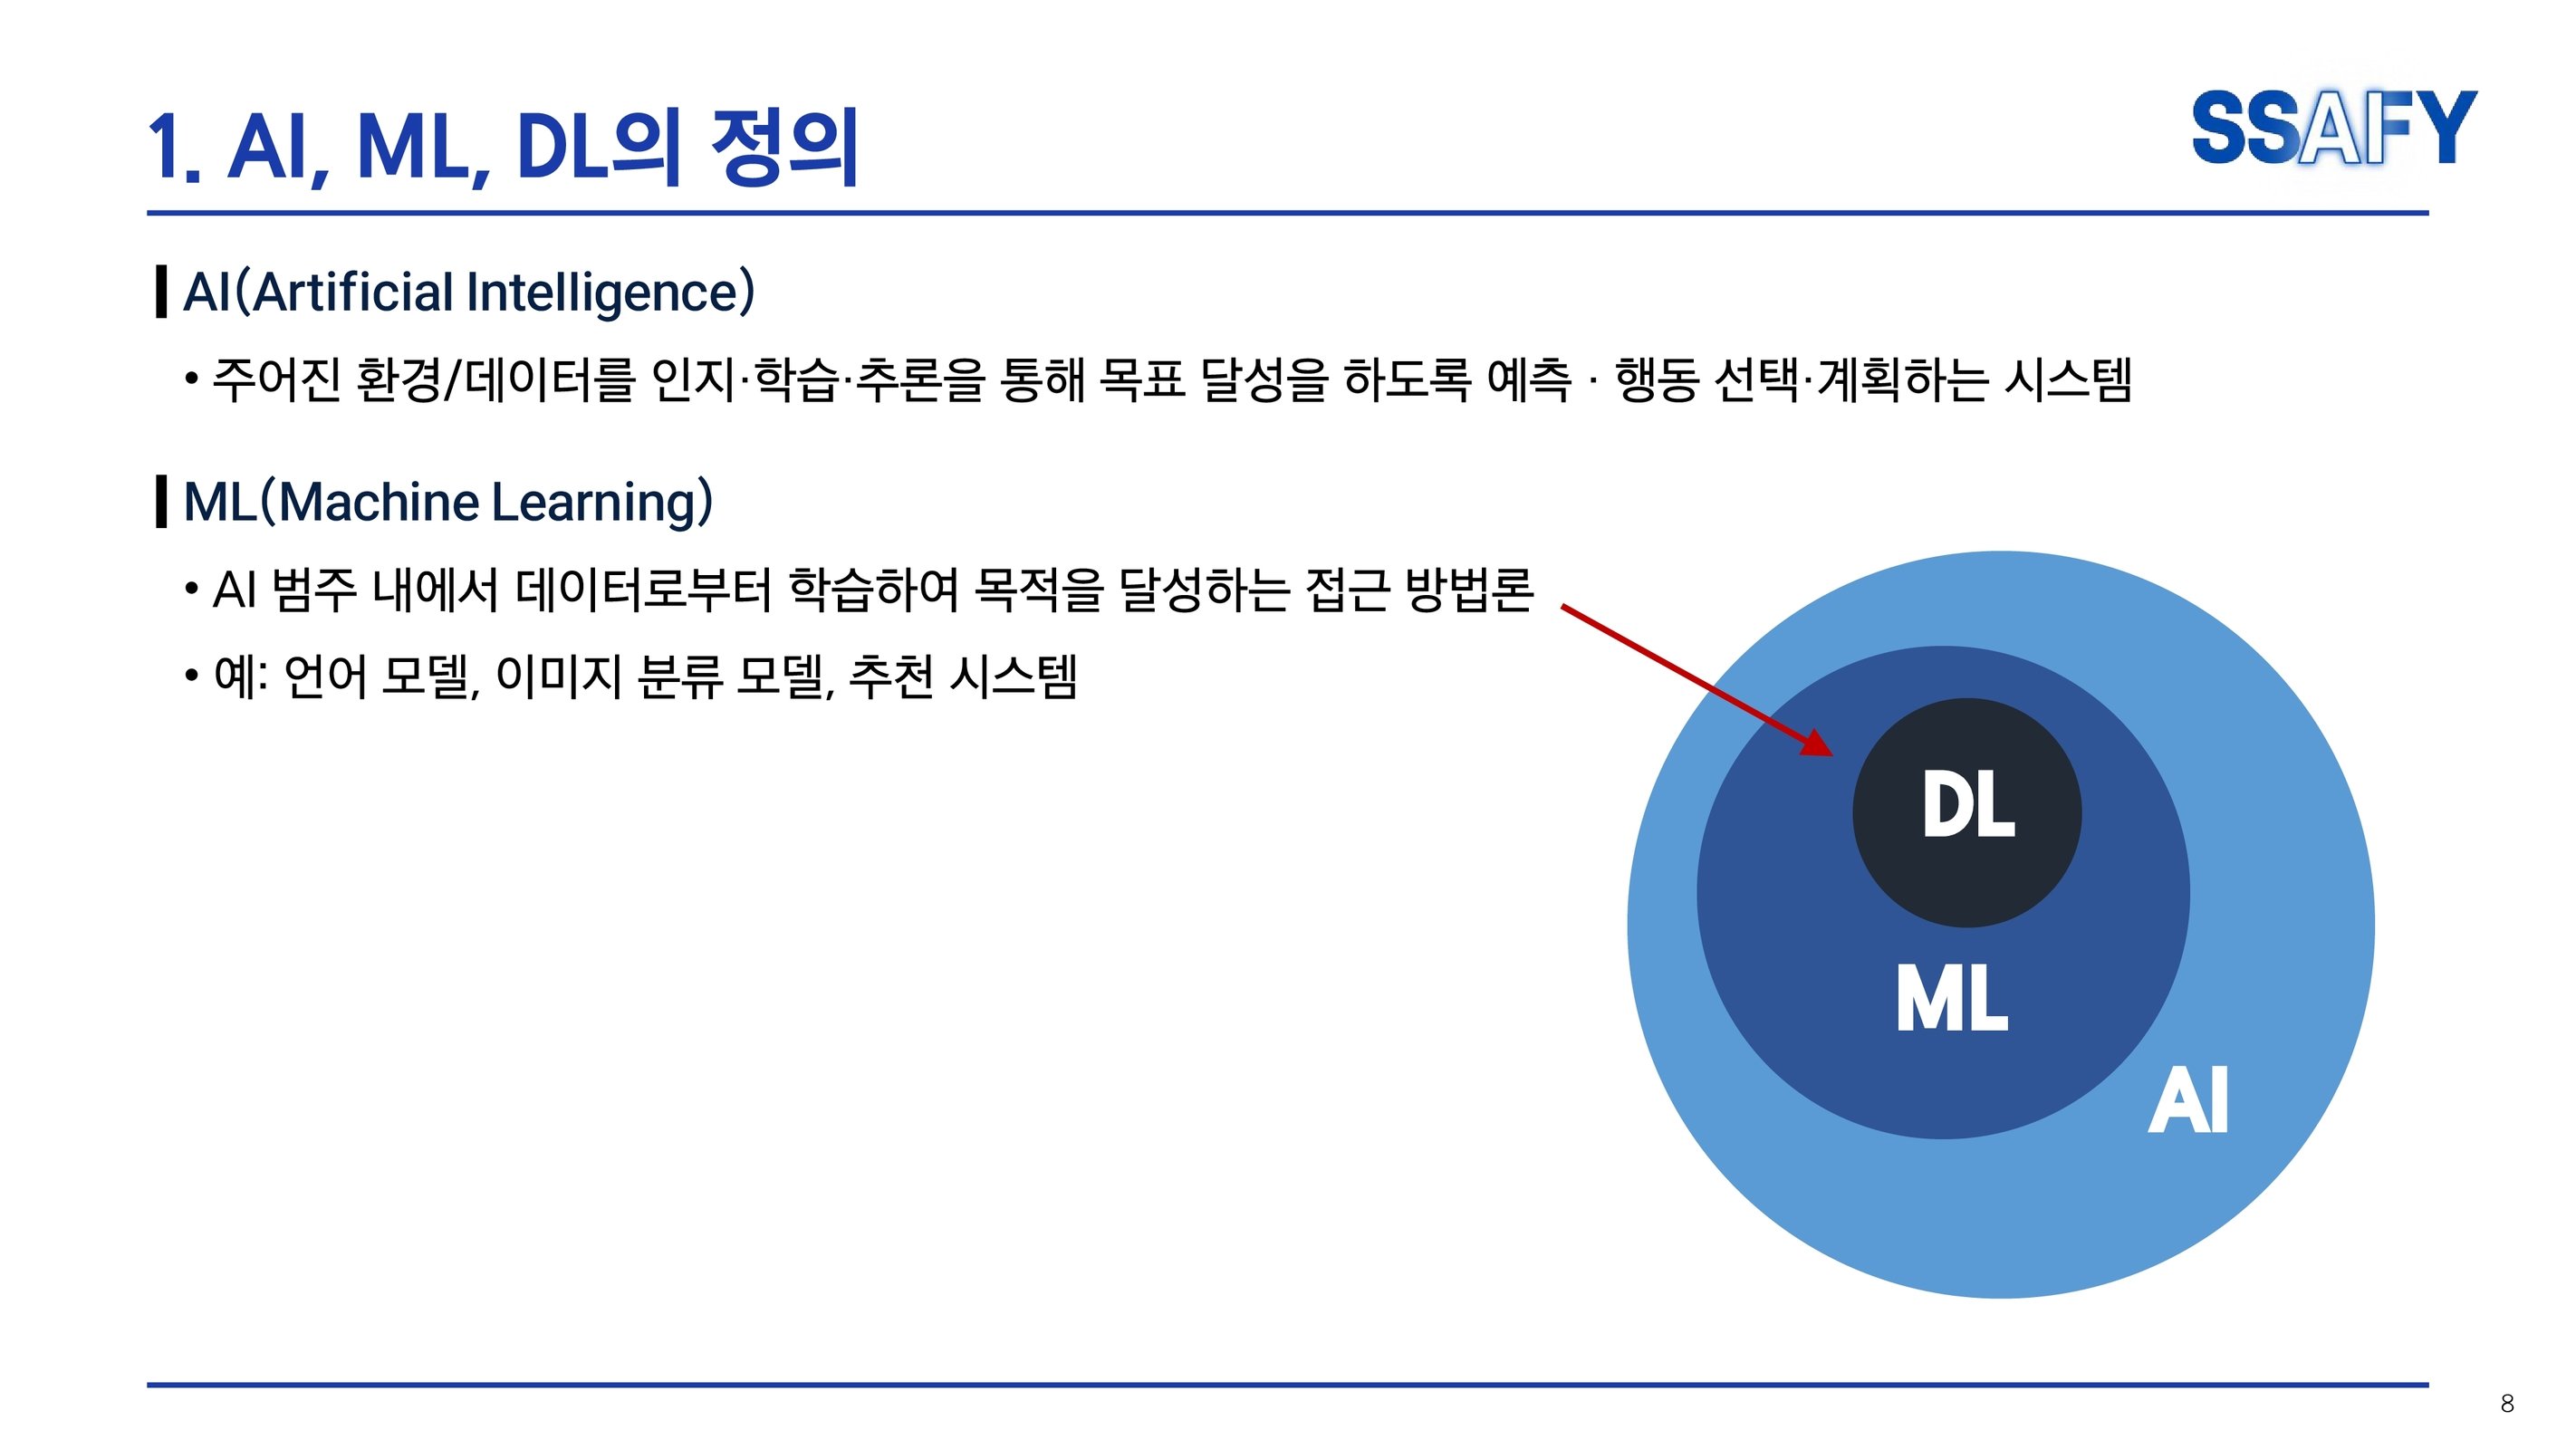 1. AI, ML, DL의 정의
SSAFY
AI(Artificial Intelligence)
• 주어진 환경/데이터를 인지·학습·추론을 통해 목표 달성을 하도록 예측 · 행동 선택·계획하는 시스템
ML(Machine Learning)
• AI 범주 내에서 데이터로부터 학습하여 목적을 달성하는 접근 방법론
• 예: 언어 모델, 이미지 분류 모델, 추천 시스템
DL
ML
AI
8